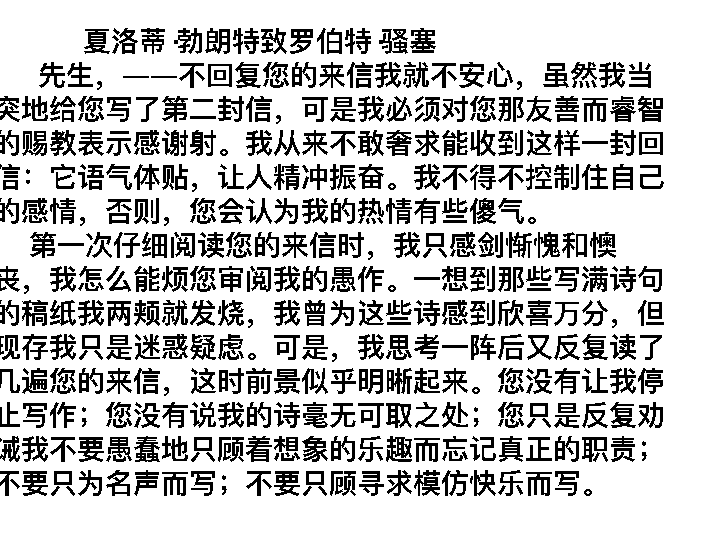 夏洛蒂·勃朗特致罗伯特·骚塞
先生，——不回复您的来信我就不安心，虽然我当
突地给您写了第二封信，可是我必须对您那友善而睿智
的赐教表示感谢射。我从来不敢奢求能收到这样一封回
信：它语气体贴，让人精冲振奋。我不得不控制住自己
的感情，否则，您会认为我的热情有些傻气。
第一次仔细阅读您的来信时，我只感剑惭愧和懊
丧，我怎么能烦您审阅我的愚作。一想到那些写满诗句
的稿纸我两颊就发烧，我曾为这些诗感到欣喜万分，但
现存我只是迷惑疑虑。可是，我思考一阵后又反复读了
几遍您的来信，这时前景似乎明晰起来。您没有让我停
止写作；您没有说我的诗毫无可取之处；您只是反复劝
诫我不要愚蠢地只顾着想象的乐趣而忘记真正的职责；
不要只为名声而写；不要只顾寻求模仿快乐而写。